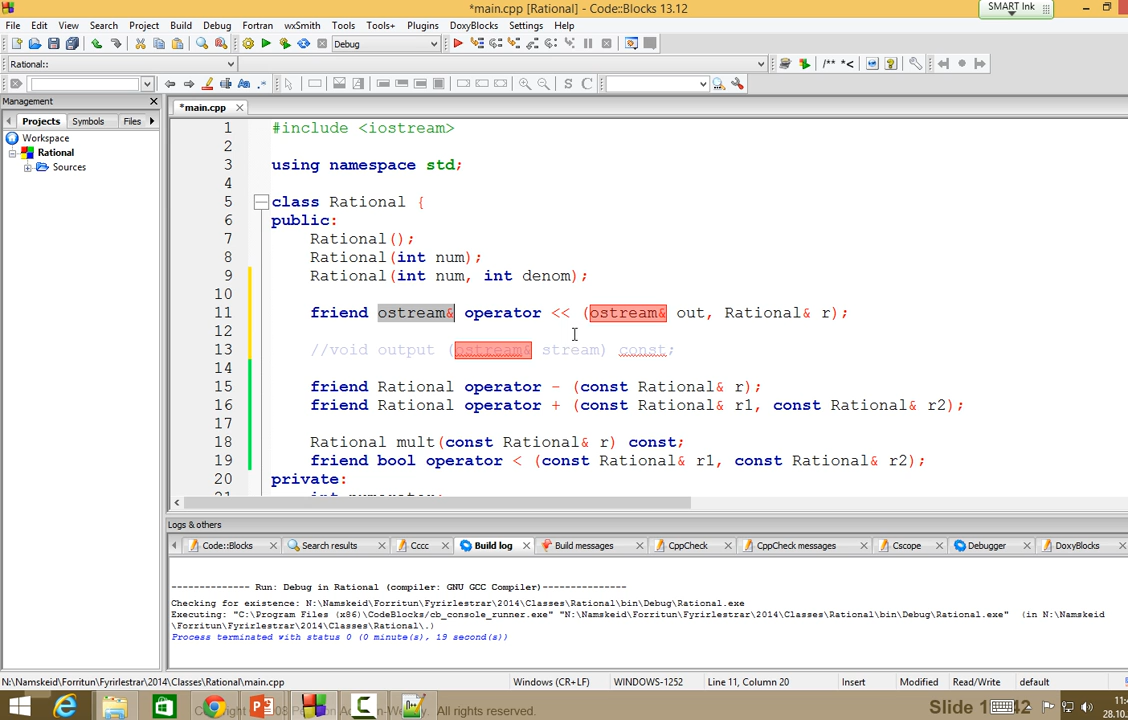 *main.cpp [Rational] - Code::Blocks 13.12
SMART Ink
File Edit View Search Project Build Debug Fortran wxSmith Tools Tools+ Plugins DoxyBlocks Settings Help
Debug
Rational::
/** *<
S C
Management
Projects Symbols Files
Workspace
Rational
Sources
*main.cpp
1 #include <iostream>
2
3 using namespace std;
4
5 class Rational {
6 public:
7 Rational();
8 Rational(int num);
9 Rational(int num, int denom);
10
11 friend ostream& operator << (ostream& out, Rational& r);
12
13 //void output (ostream& stream) const;
14
15 friend Rational operator - (const Rational& r);
16 friend Rational operator + (const Rational& r1, const Rational& r2);
17
18 Rational mult(const Rational& r) const;
19 friend bool operator < (const Rational& r1, const Rational& r2);
20 private:
Logs & others
Code::Blocks Search results Cccc Build log Build messages CppCheck CppCheck messages Cscope Debugger DoxyBlocks
-------------- Run: Debug in Rational (compiler: GNU GCC Compiler)---------------
Checking for existence: N:\Namskeid\Forritun\Fyrirlestrar\2014\Classes\Rational\bin\Debug\Rational.exe
Executing: "C:\Program Files (x86)\CodeBlocks/cb_console_runner.exe" "N:\Namskeid\Forritun\Fyrirlestrar\2014\Classes\Rational\bin\Debug\Rational.exe" (in N:\Namskeid
\Forritun\Fyrirlestrar\2014\Classes\Rational\.)
Process terminated with status 0 (0 minute(s), 19 second(s))
N:\Namskeid\Forritun\Fyrirlestrar\2014\Classes\Rational\main.cpp Windows (CR+LF) WINDOWS-1252 Line 11, Column 20 Insert Modified Read/Write default
All rights reserved.
Slide
28.10.